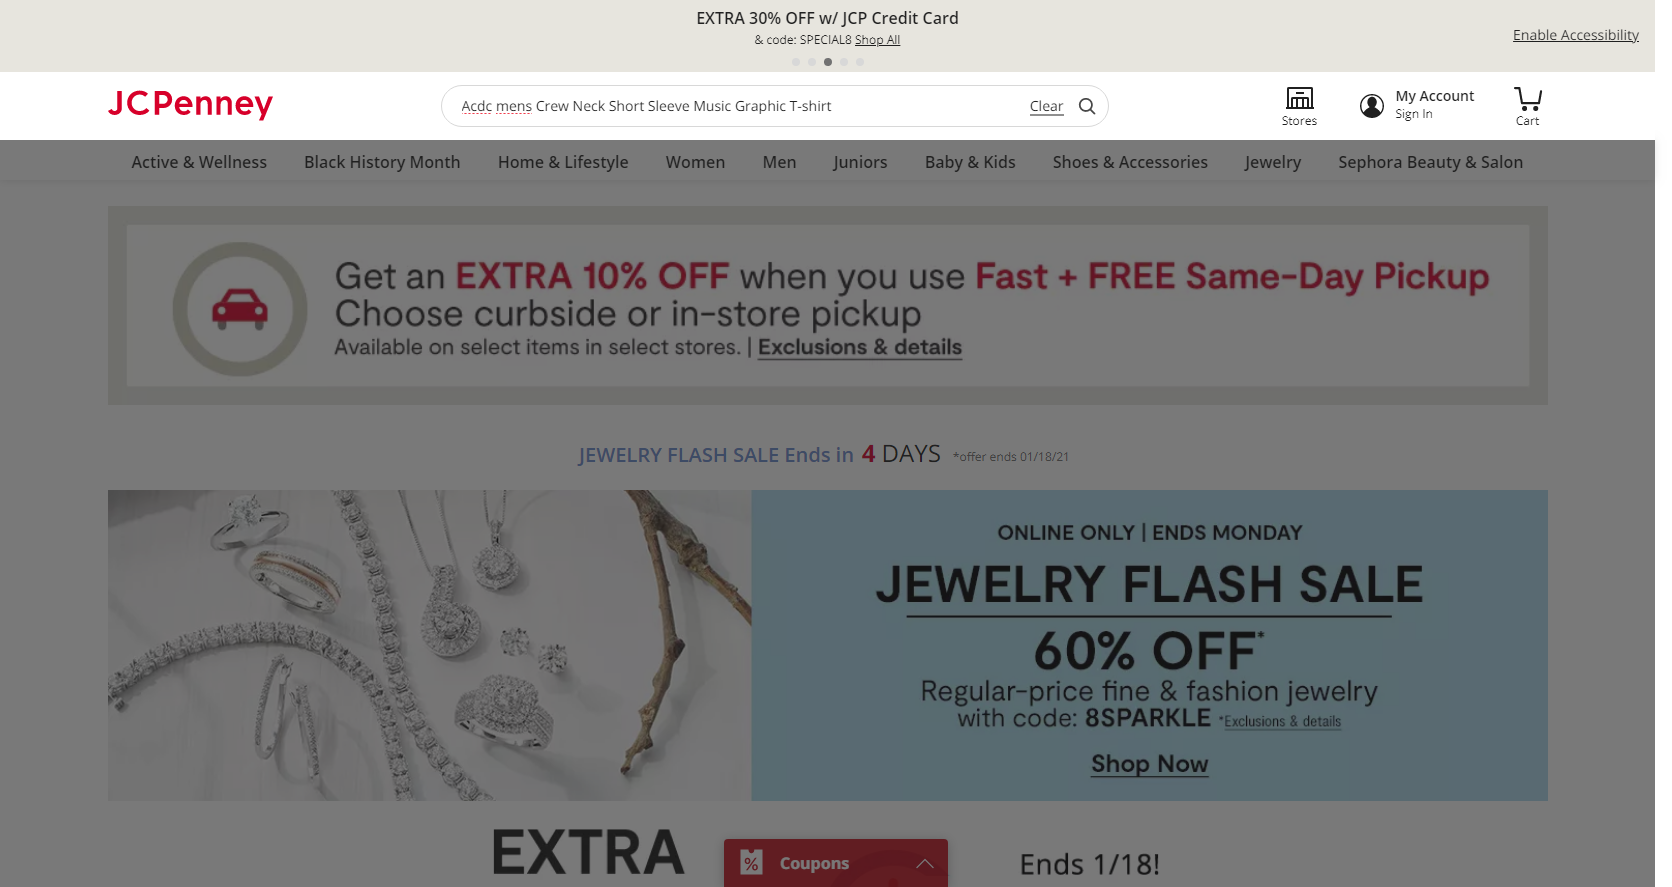 EXTRA 30% OFF w/ JCP Credit Card
& code: SPECIAL8 Shop All
Enable Accessibility
JCPenney
Acdc mens Crew Neck Short Sleeve Music Graphic T-shirt
Clear
Stores
My Account
Sign In
Cart
Active & Wellness
Black History Month
Home & Lifestyle
Women
Men
Juniors
Baby & Kids
Shoes & Accessories
Jewelry
Sephora Beauty & Salon
Get an EXTRA 10% OFF when you use Fast + FREE Same-Day Pickup
Choose curbside or in-store pickup
Available on select items in select stores. | Exclusions & details
JEWELRY FLASH SALE Ends in 4 DAYS *offer ends 01/18/21
ONLINE ONLY | ENDS MONDAY
JEWELRY FLASH SALE
60% OFF*
Regular-price fine & fashion jewelry
with code: 8SPARKLE *Exclusions & details
Shop Now
EXTRA
% Coupons
Ends 1/18!